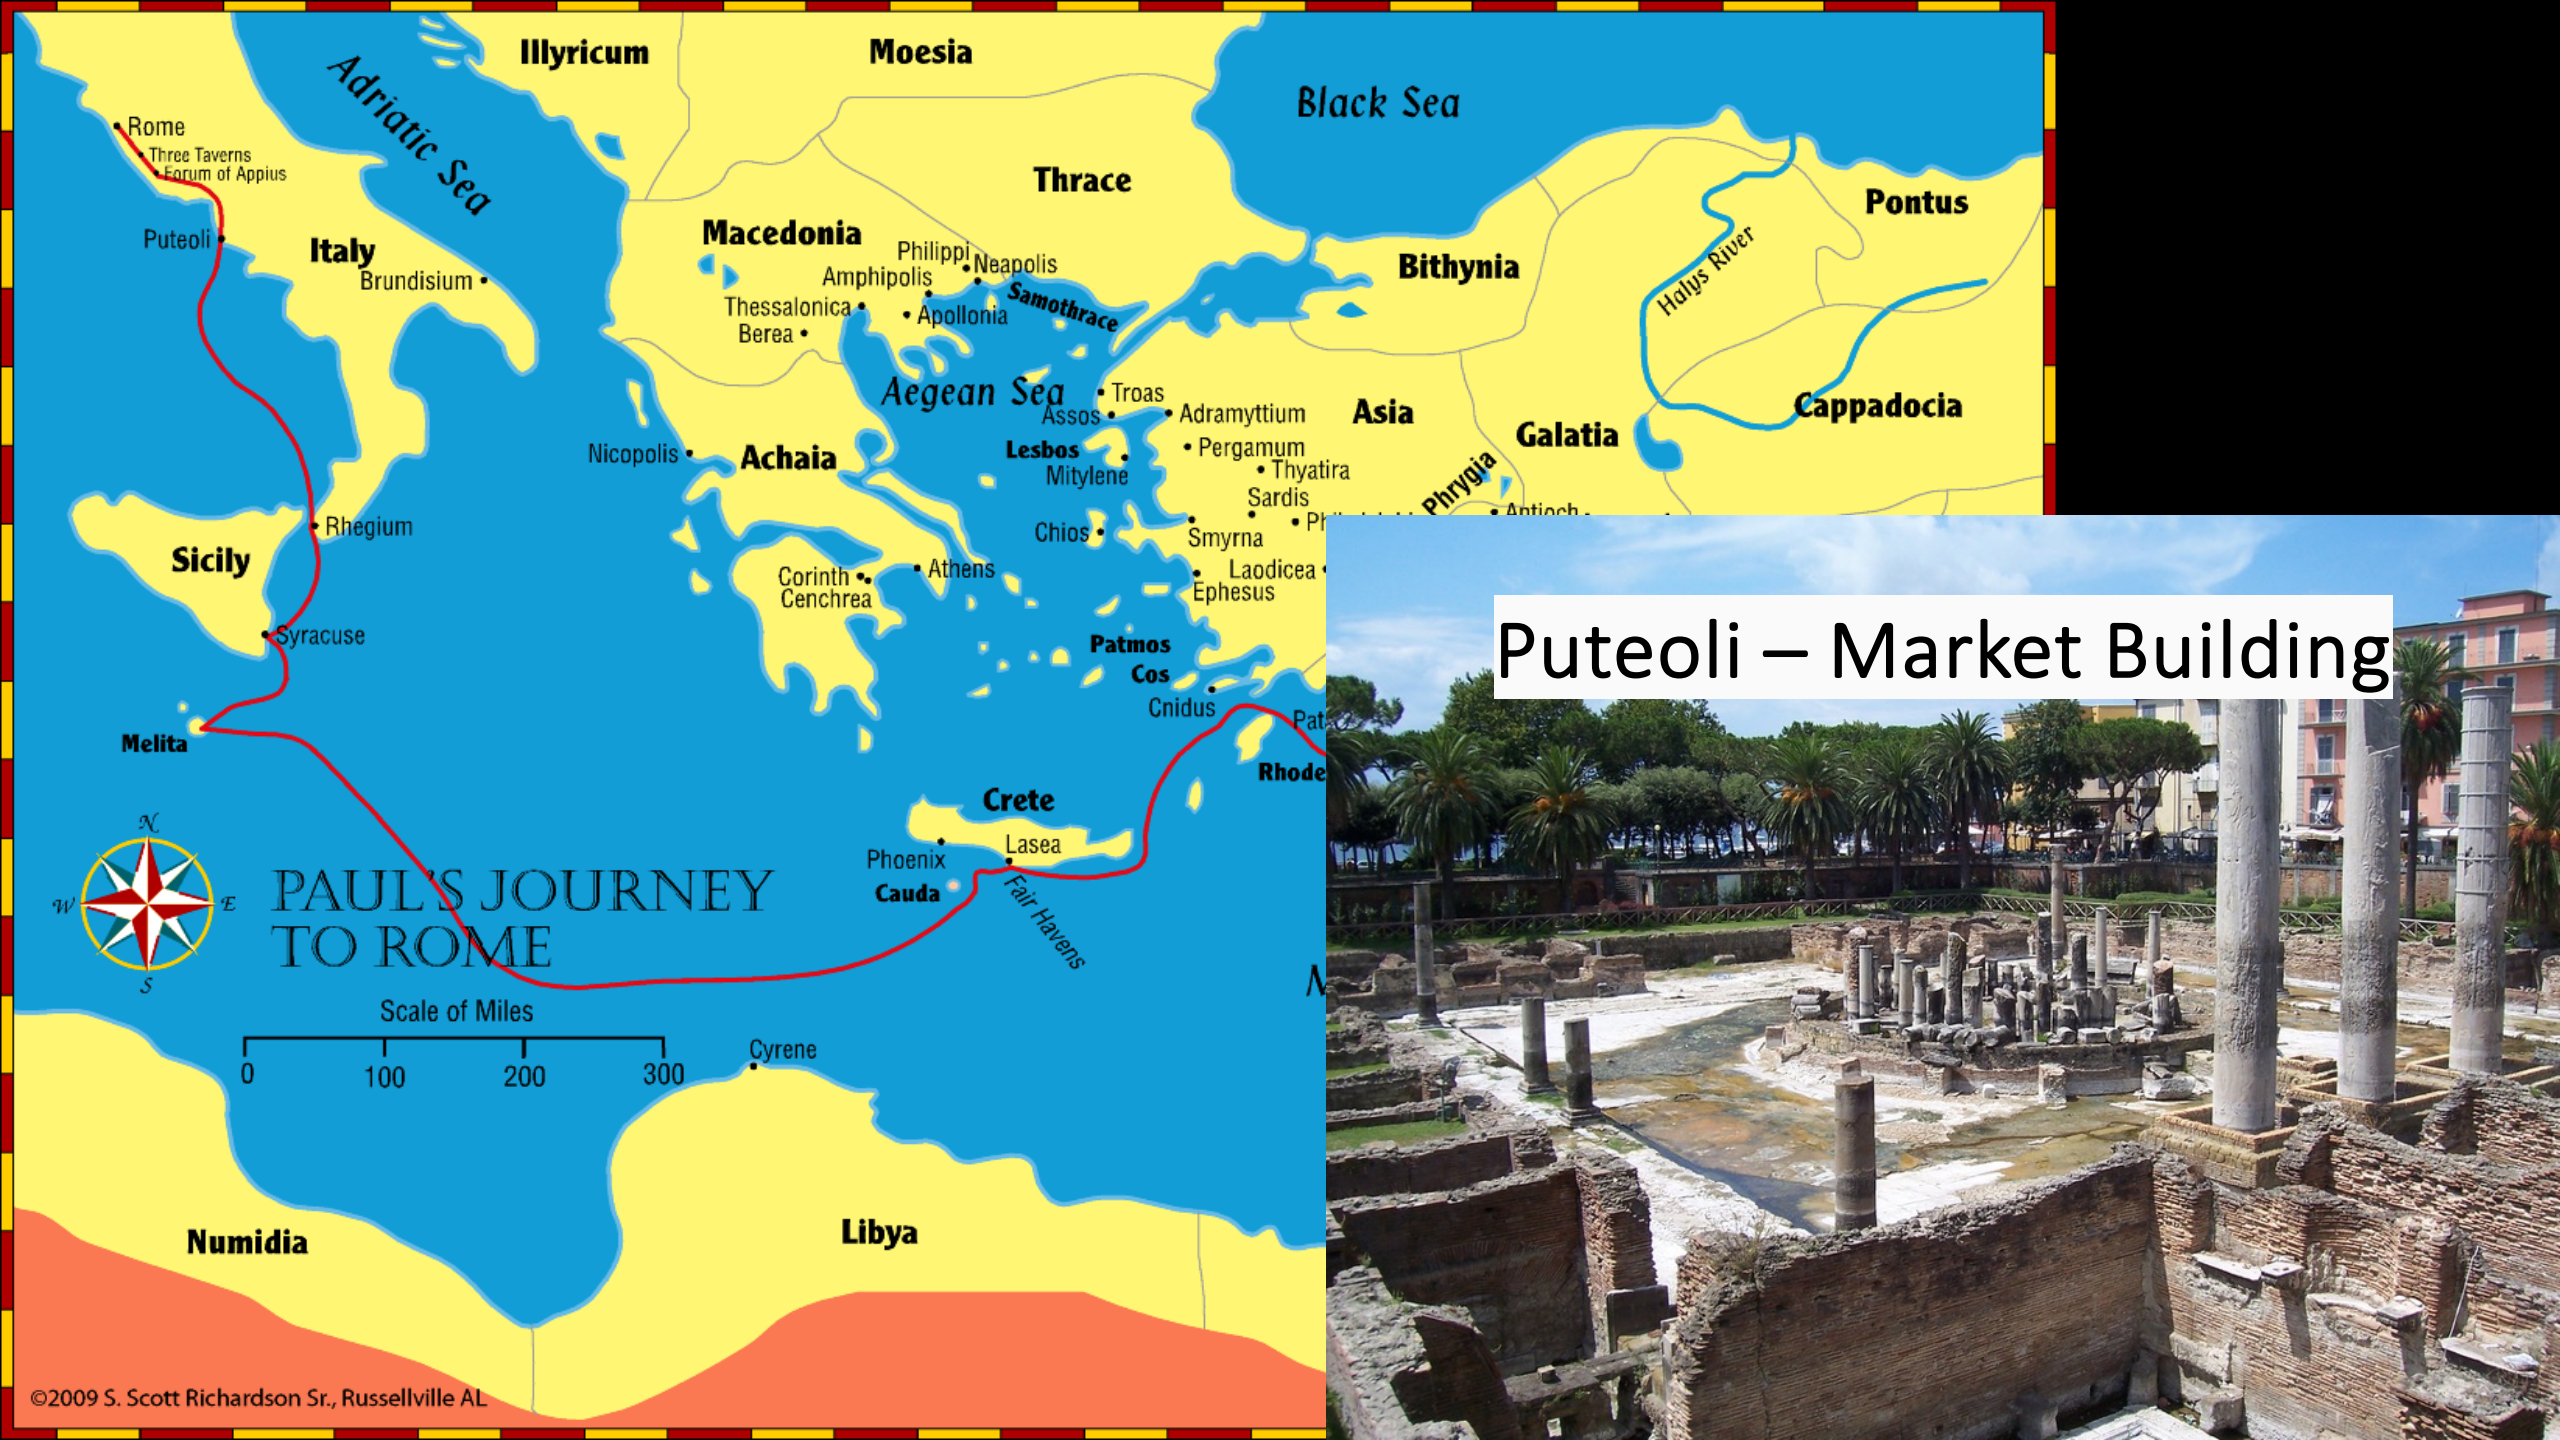 Illyricum
Moesia
Adriatic Sea
Black Sea
Rome
Three Taverns
Forum of Appius
Thrace
Pontus
Puteoli
Italy
Brundisium
Macedonia
Philippi
Neapolis
Amphipolis
Samothrace
Thessalonica
Apollonia
Berea
Bithynia
Halys River
Aegean Sea
Troas
Assos
Adramyttium
Asia
Cappadocia
Galatia
Nicopolis
Achaia
Lesbos
Mitylene
Pergamum
Thyatira
Phrygia
Sardis
Antioch
Rhegium
Chios
Smyrna
Sicily
Corinth
Cenchrea
Athens
Laodicea
Ephesus
Syracuse
Patmos
Cos
Cnidus
Pat
Melita
Rhode
Crete
Lasea
Phoenix
Cauda
Fair Havens
N
W
E
S
PAUL'S JOURNEY
TO ROME
Scale of Miles
0 100 200 300
Cyrene
Numidia
Libya
©2009 S. Scott Richardson Sr., Russellville AL
Puteoli – Market Building